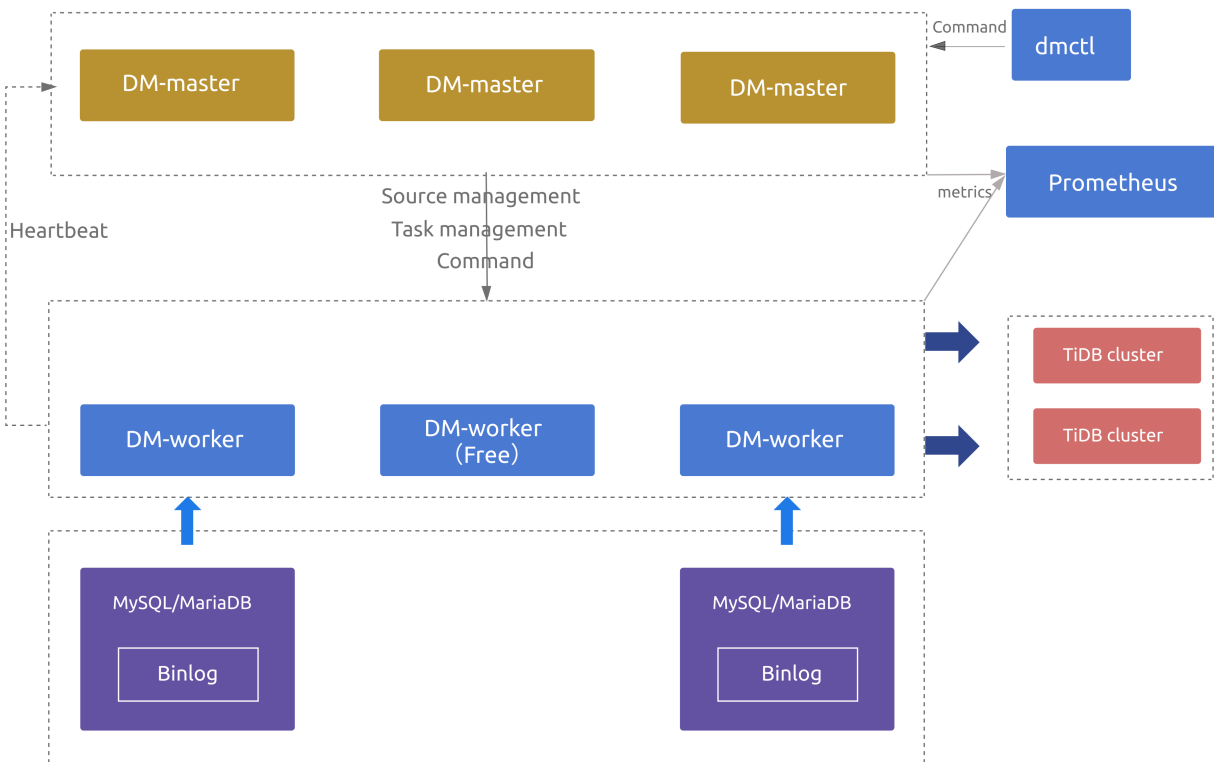 Command
dmctl
DM-master
DM-master
DM-master
Prometheus
metrics
Source management
Task management
Command
Heartbeat
TiDB cluster
TiDB cluster
DM-worker
DM-worker
（Free）
DM-worker
MySQL/MariaDB
Binlog
MySQL/MariaDB
Binlog